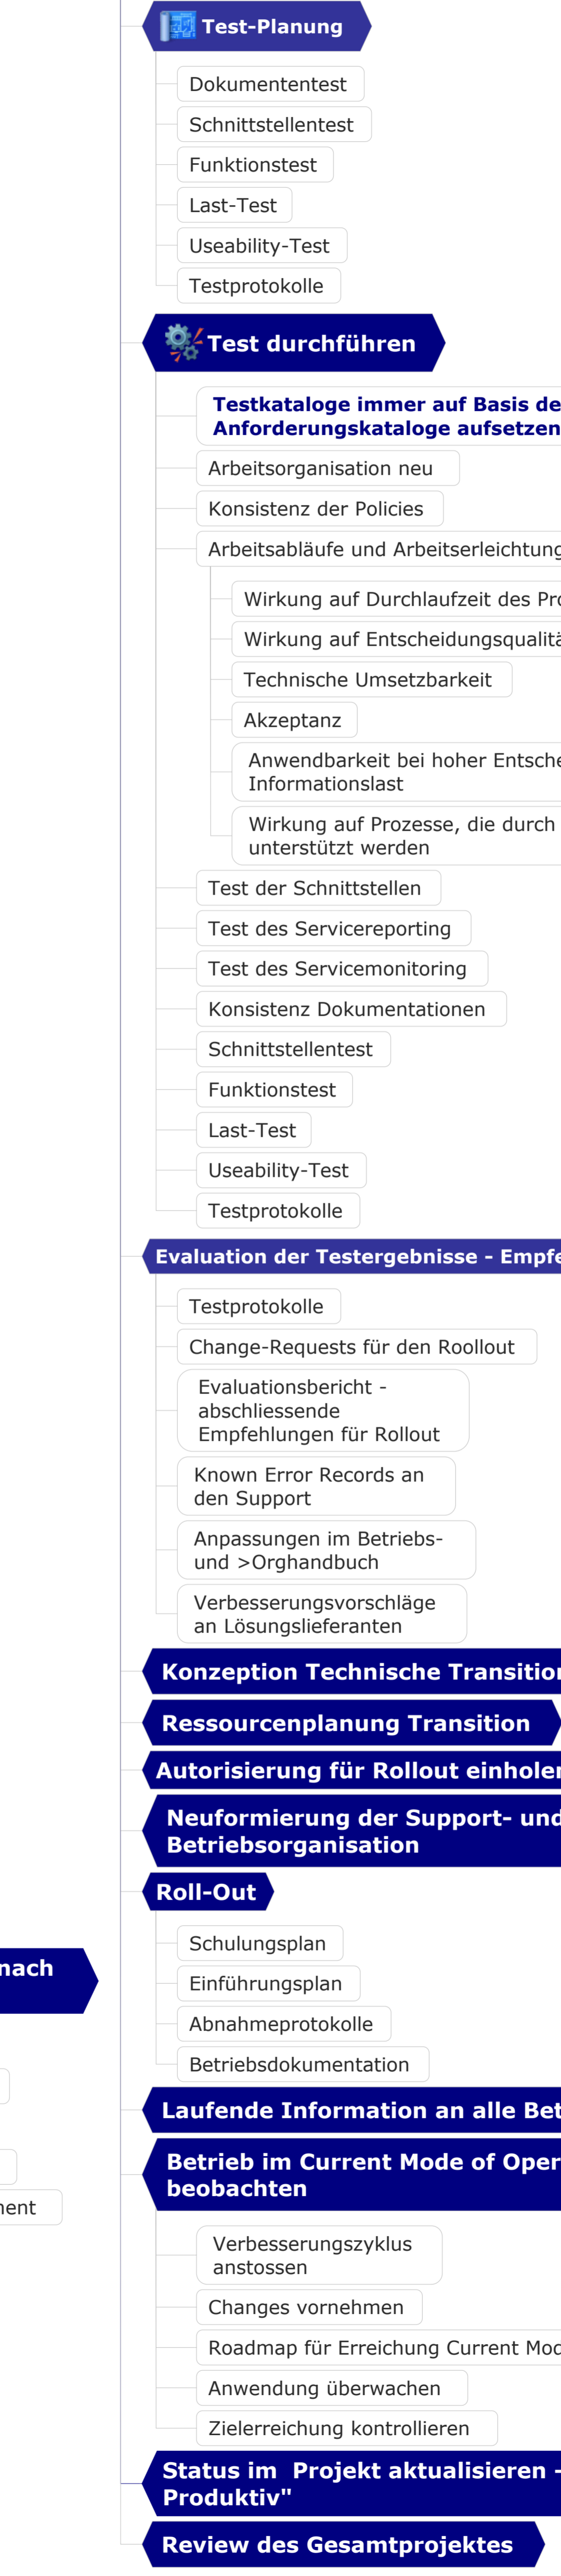 Test-Planung
Dokumententest
Schnittstellentest
Funktionstest
Last-Test
Useability-Test
Testprotokolle
Test durchführen
Testkataloge immer auf Basis de
Anforderungskataloge aufsetzen
Arbeitsorganisation neu
Konsistenz der Policies
Arbeitsabläufe und Arbeitserleichtung
Wirkung auf Durchlaufzeit des Pro
Wirkung auf Entscheidungsqualitä
Technische Umsetzbarkeit
Akzeptanz
Anwendbarkeit bei hoher Entsche
Informationslast
Wirkung auf Prozesse, die durch
unterstützt werden
Test der Schnittstellen
Test des Servicereporting
Test des Servicemonitoring
Konsistenz Dokumentationen
Schnittstellentest
Funktionstest
Last-Test
Useability-Test
Testprotokolle
Evaluation der Testergebnisse - Empfe
Testprotokolle
Change-Requests für den Roollout
Evaluationsbericht -
abschliessende
Empfehlungen für Rollout
Known Error Records an
den Support
Anpassungen im Betriebs-
und >Orghandbuch
Verbesserungsvorschläge
an Lösungslieferanten
Konzeption Technische Transition
Ressourcenplanung Transition
Autorisierung für Rollout einholen
Neuformierung der Support- und
Betriebsorganisation
Roll-Out
Schulungsplan
nach
Einführungsplan
Abnahmeprotokolle
Betriebsdokumentation
Laufende Information an alle Bet
Betrieb im Current Mode of Oper
beobachten
ment
Verbesserungszyklus
anstossen
Changes vornehmen
Roadmap für Erreichung Current Mod
Anwendung überwachen
Zielerreichung kontrollieren
Status im  Projekt aktualisieren -
Produktiv"
Review des Gesamtprojektes